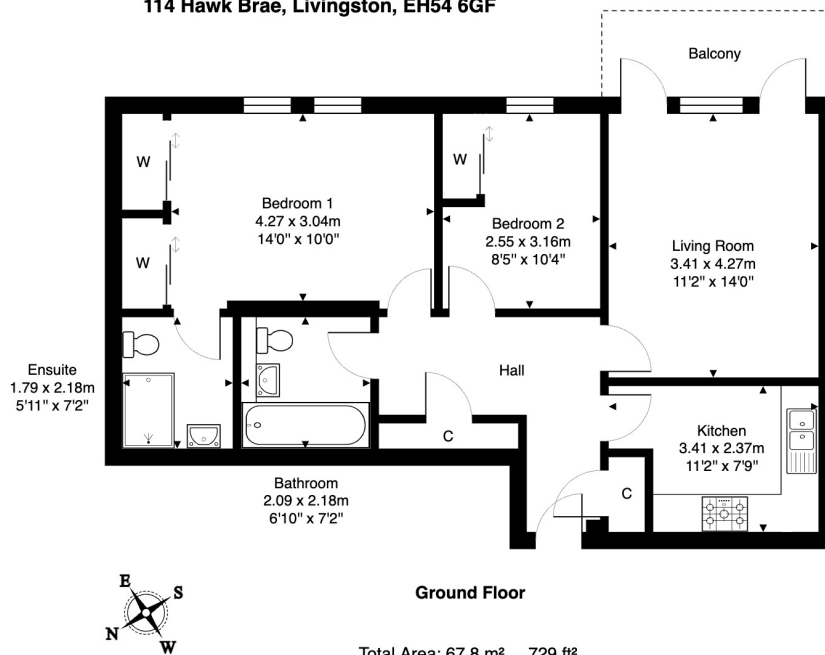 114 Hawk Brae, Livingston, EH54 6GF
Balcony
W
W
W
Bedroom 1
4.27 x 3.04m
14'0" x 10'0"
Bedroom 2
2.55 x 3.16m
8'5" x 10'4"
Living Room
3.41 x 4.27m
11'2" x 14'0"
Ensuite
1.79 x 2.18m
5'11" x 7'2"
Hall
Kitchen
3.41 x 2.37m
11'2" x 7'9"
C
C
Bathroom
2.09 x 2.18m
6'10" x 7'2"
Ground Floor
E
S
N
W
Total Area: 67.8 m² ... 729 ft²